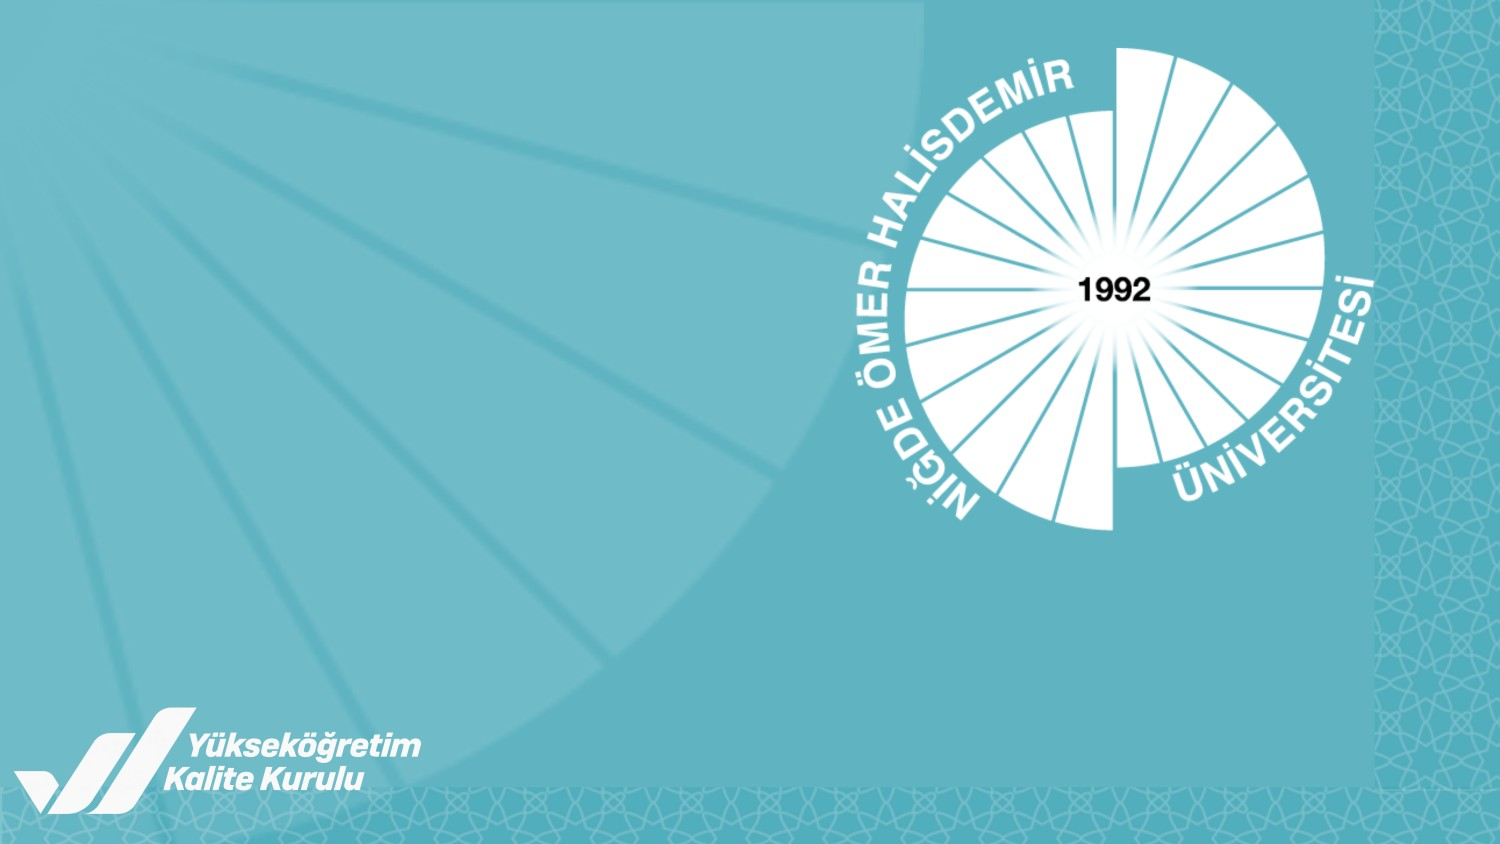 NİĞDE ÖMER HALİSDEMİR
ÜNİVERSİTESİ
1992
Yükseköğretim
Kalite Kurulu